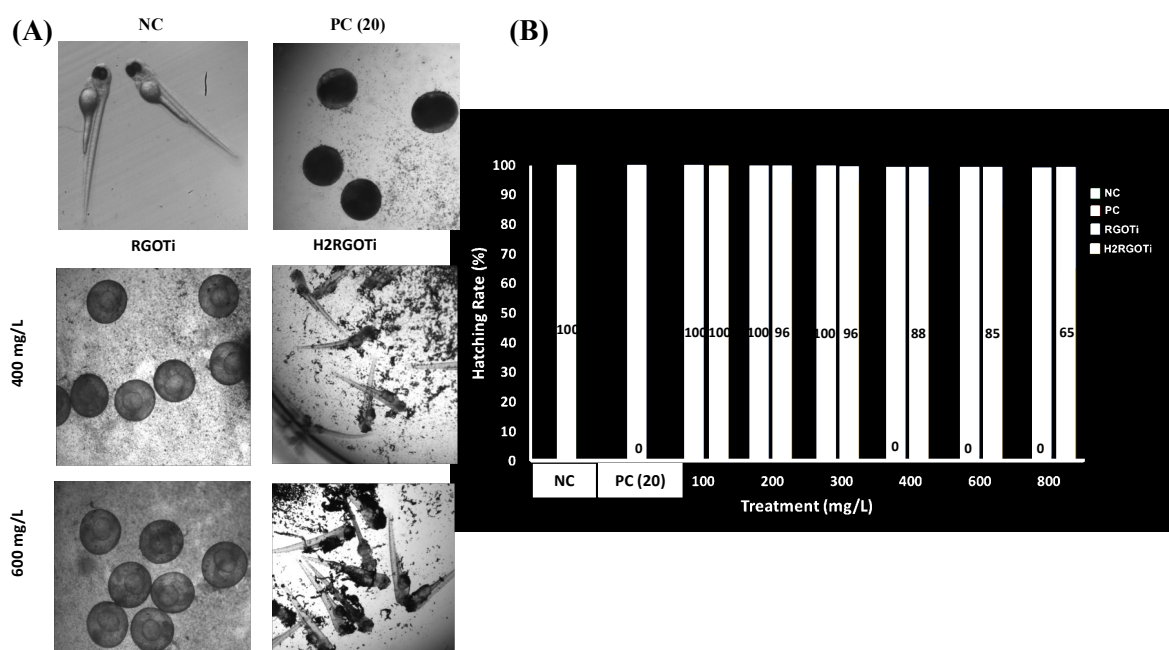 (A)
NC
PC (20)
RGOTi
H2RGOTi
400 mg/L
600 mg/L
(B)
Hatching Rate (%)
100
90
80
70
60
50
40
30
20
10
0
100
0
100
100
100
96
100
96
0
88
0
85
0
65
NC
PC (20)
100
200
300
400
600
800
Treatment (mg/L)
NC
PC
RGOTi
H2RGOTi